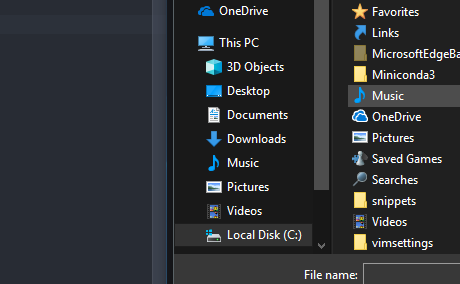 OneDrive
This PC
3D Objects
Desktop
Documents
Downloads
Music
Pictures
Videos
Local Disk (C:)
Favorites
Links
MicrosoftEdgeBa
Miniconda3
Music
OneDrive
Pictures
Saved Games
Searches
snippets
Videos
vimsettings
File name: